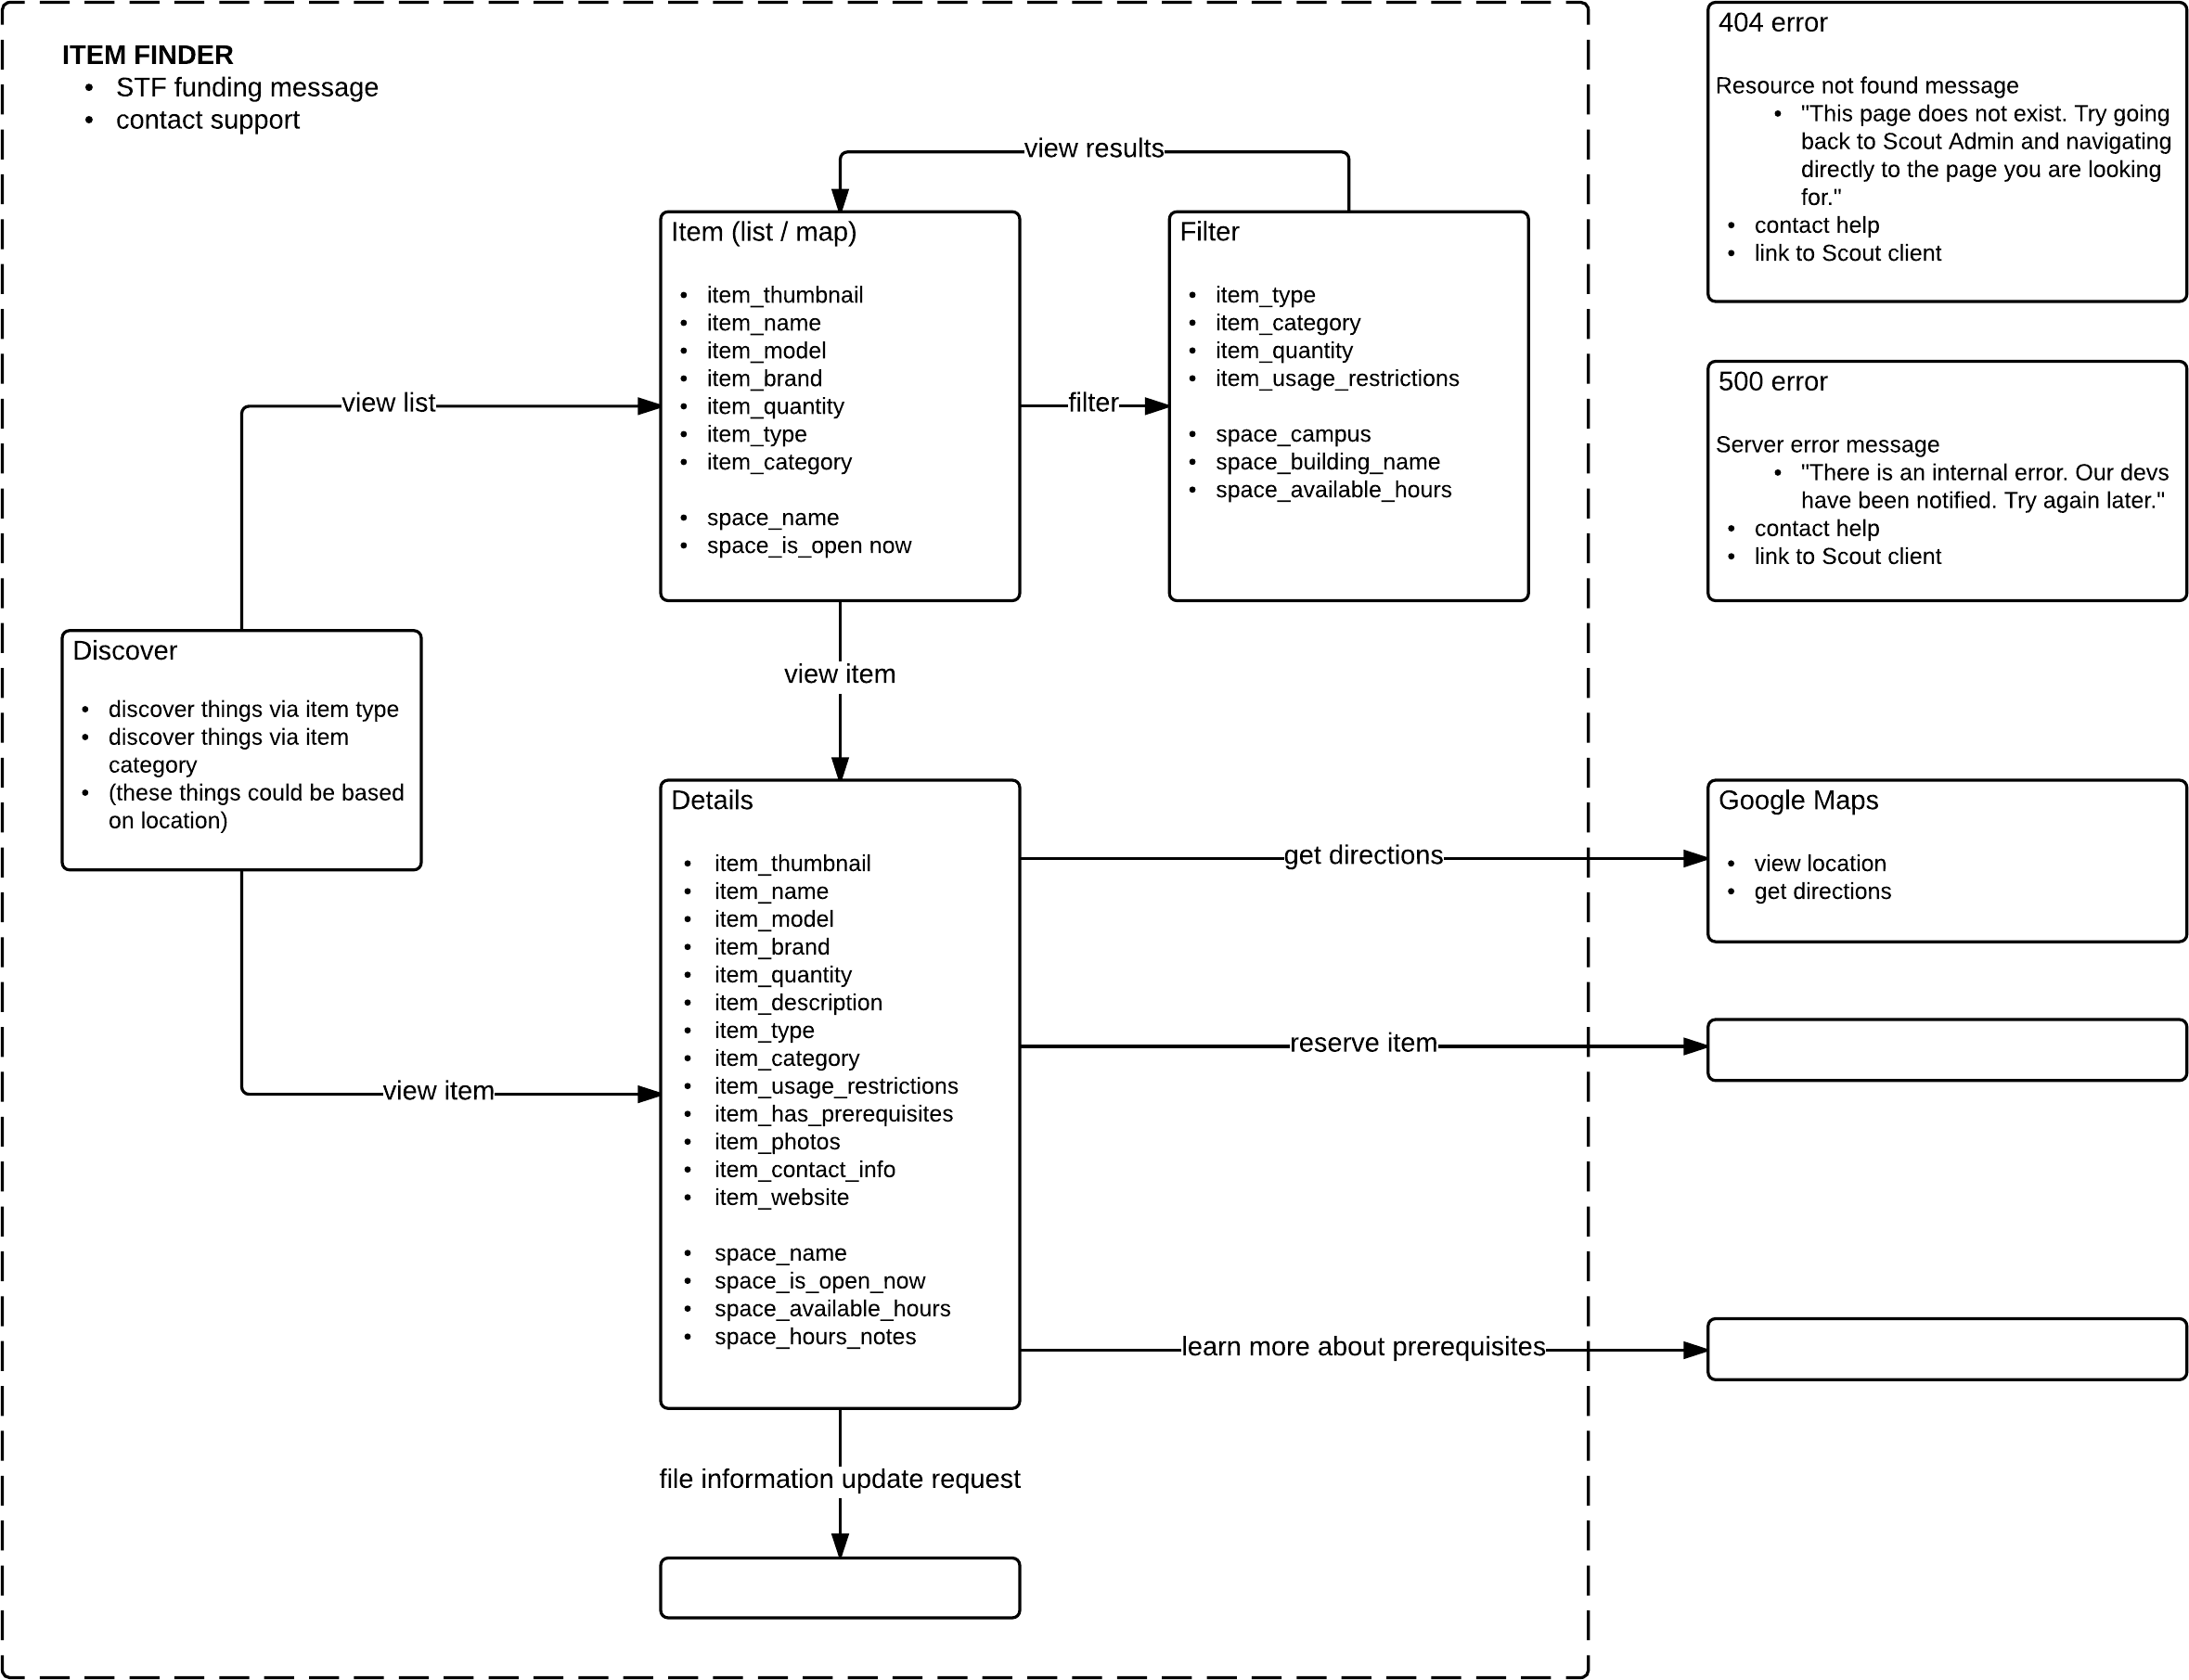 ITEM FINDER
• STF funding message
• contact support
view results
Item (list / map)
• item_thumbnail
• item_name
• item_model
• item_brand
• item_quantity
• item_type
• item_category
• space_name
• space_is_open now
filter
Filter
• item_type
• item_category
• item_quantity
• item_usage_restrictions
• space_campus
• space_building_name
• space_available_hours
view list
Discover
• discover things via item type
• discover things via item
category
• (these things could be based
on location)
view item
view item
Details
• item_thumbnail
• item_name
• item_model
• item_brand
• item_quantity
• item_description
• item_type
• item_category
• item_usage_restrictions
• item_has_prerequisites
• item_photos
• item_contact_info
• item_website
• space_name
• space_is_open_now
• space_available_hours
• space_hours_notes
get directions
reserve item
learn more about prerequisites
file information update request
404 error
Resource not found message
• "This page does not exist. Try going
back to Scout Admin and navigating
directly to the page you are looking
for."
• contact help
• link to Scout client
500 error
Server error message
• "There is an internal error. Our devs
have been notified. Try again later."
• contact help
• link to Scout client
Google Maps
• view location
• get directions